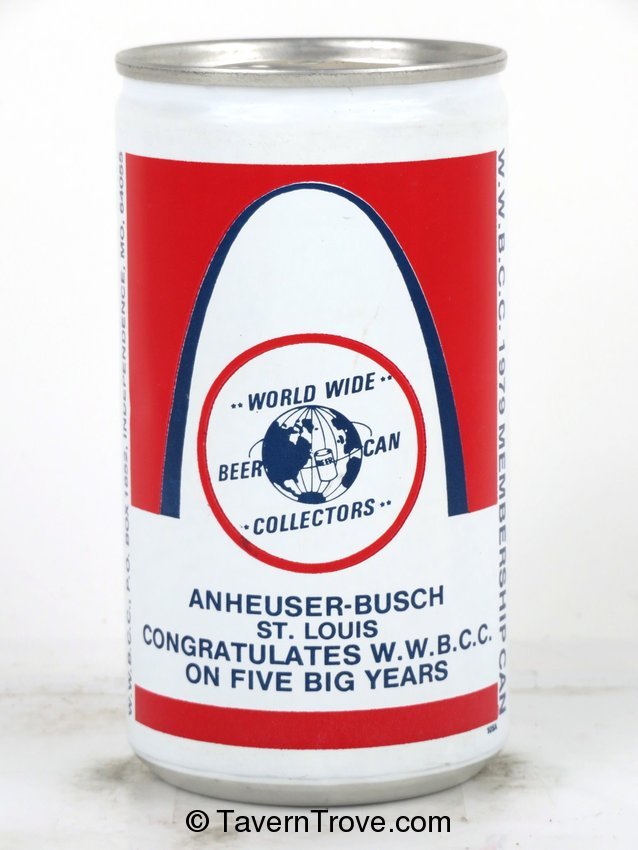 WORLD WIDE
BEER CAN
BEER
COLLECTORS
ANHEUSER-BUSCH
ST. LOUIS
CONGRATULATES W.W.B.C.C.
ON FIVE BIG YEARS
W.W.B.C.C., P.O. BOX 1852, INDEPENDENCE, MO. 64055
W.W.B.C.C. 1979 MEMBERSHIP CAN
© TavernTrove.com